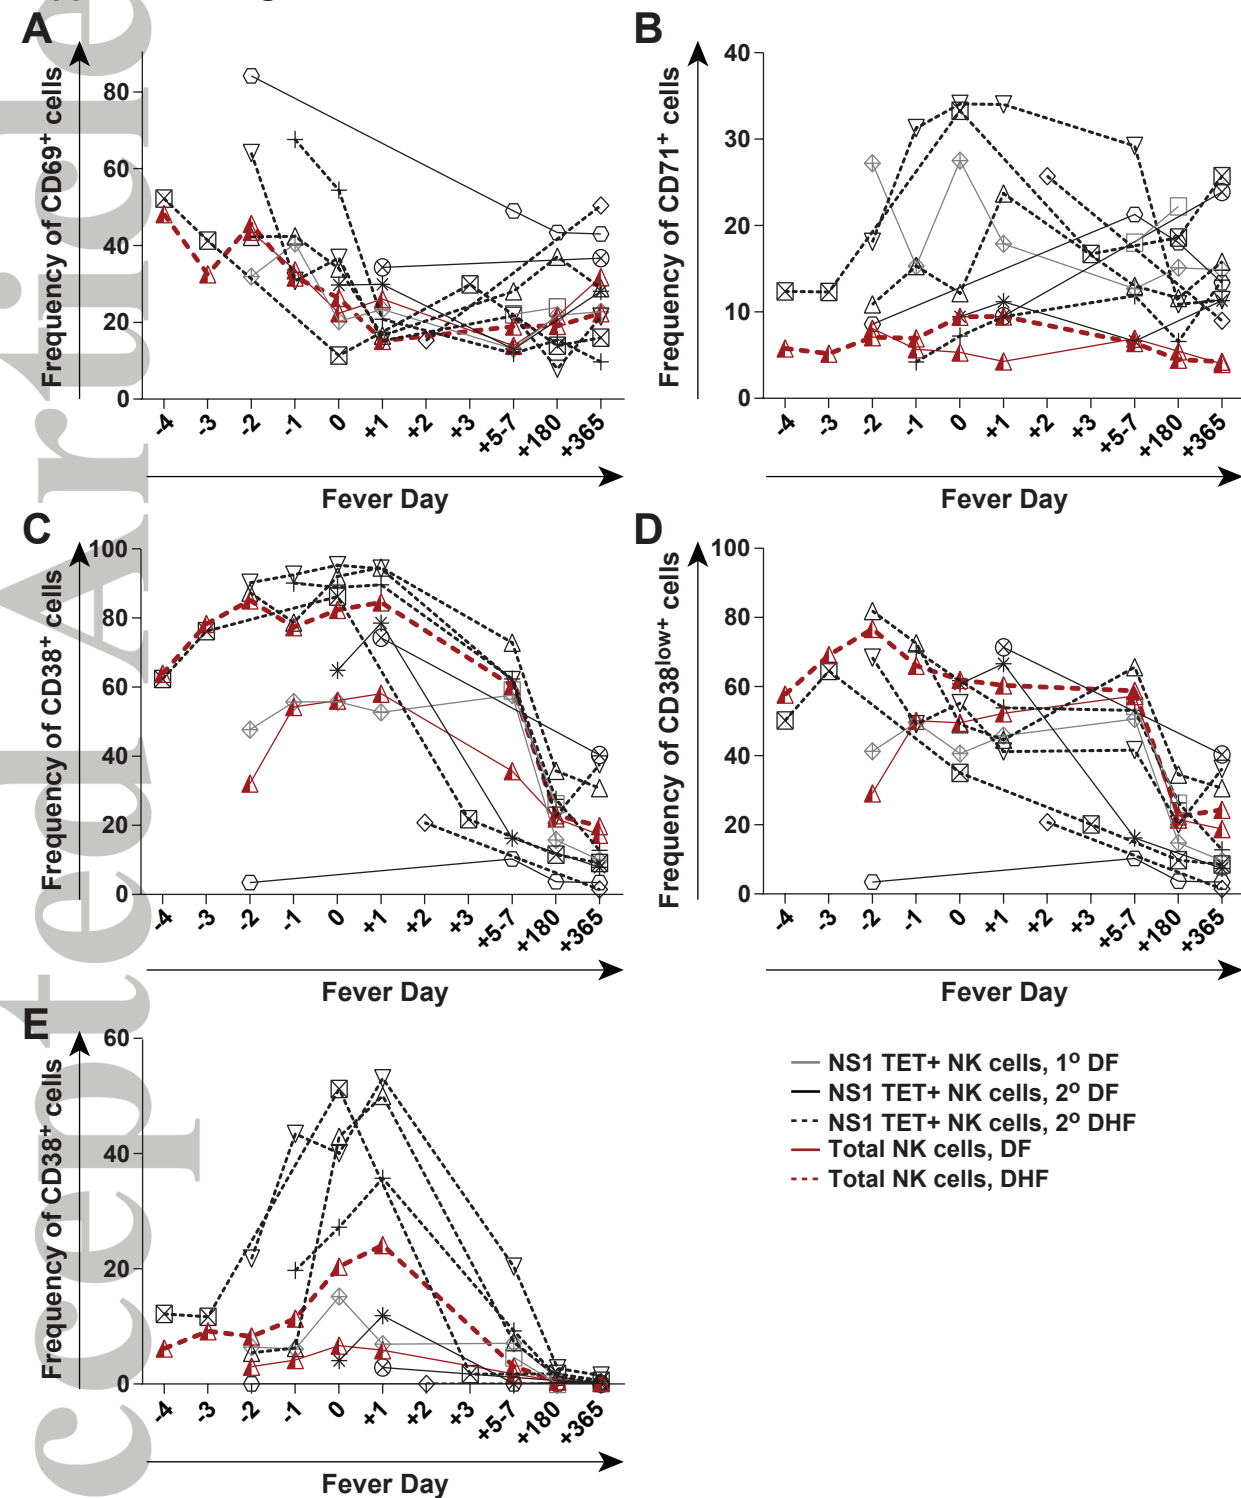 Accepted Article
A
Frequency of CD69+ cells
80
60
40
20
0
-4 -3 -2 -1 0 +1 +2 +3 +5-7 +180 +365
Fever Day
B
Frequency of CD71+ cells
40
30
20
10
0
-4 -3 -2 -1 0 +1 +2 +3 +5-7 +180 +365
Fever Day
C
Frequency of CD38+ cells
100
80
60
40
20
0
-4 -3 -2 -1 0 +1 +2 +3 +5-7 +180 +365
Fever Day
D
Frequency of CD38low+ cells
100
80
60
40
20
0
-4 -3 -2 -1 0 +1 +2 +3 +5-7 +180 +365
Fever Day
E
Frequency of CD38+ cells
60
40
20
0
-4 -3 -2 -1 0 +1 +2 +3 +5-7 +180 +365
Fever Day
NS1 TET+ NK cells, 1o DF
NS1 TET+ NK cells, 2o DF
NS1 TET+ NK cells, 2o DHF
Total NK cells, DF
Total NK cells, DHF